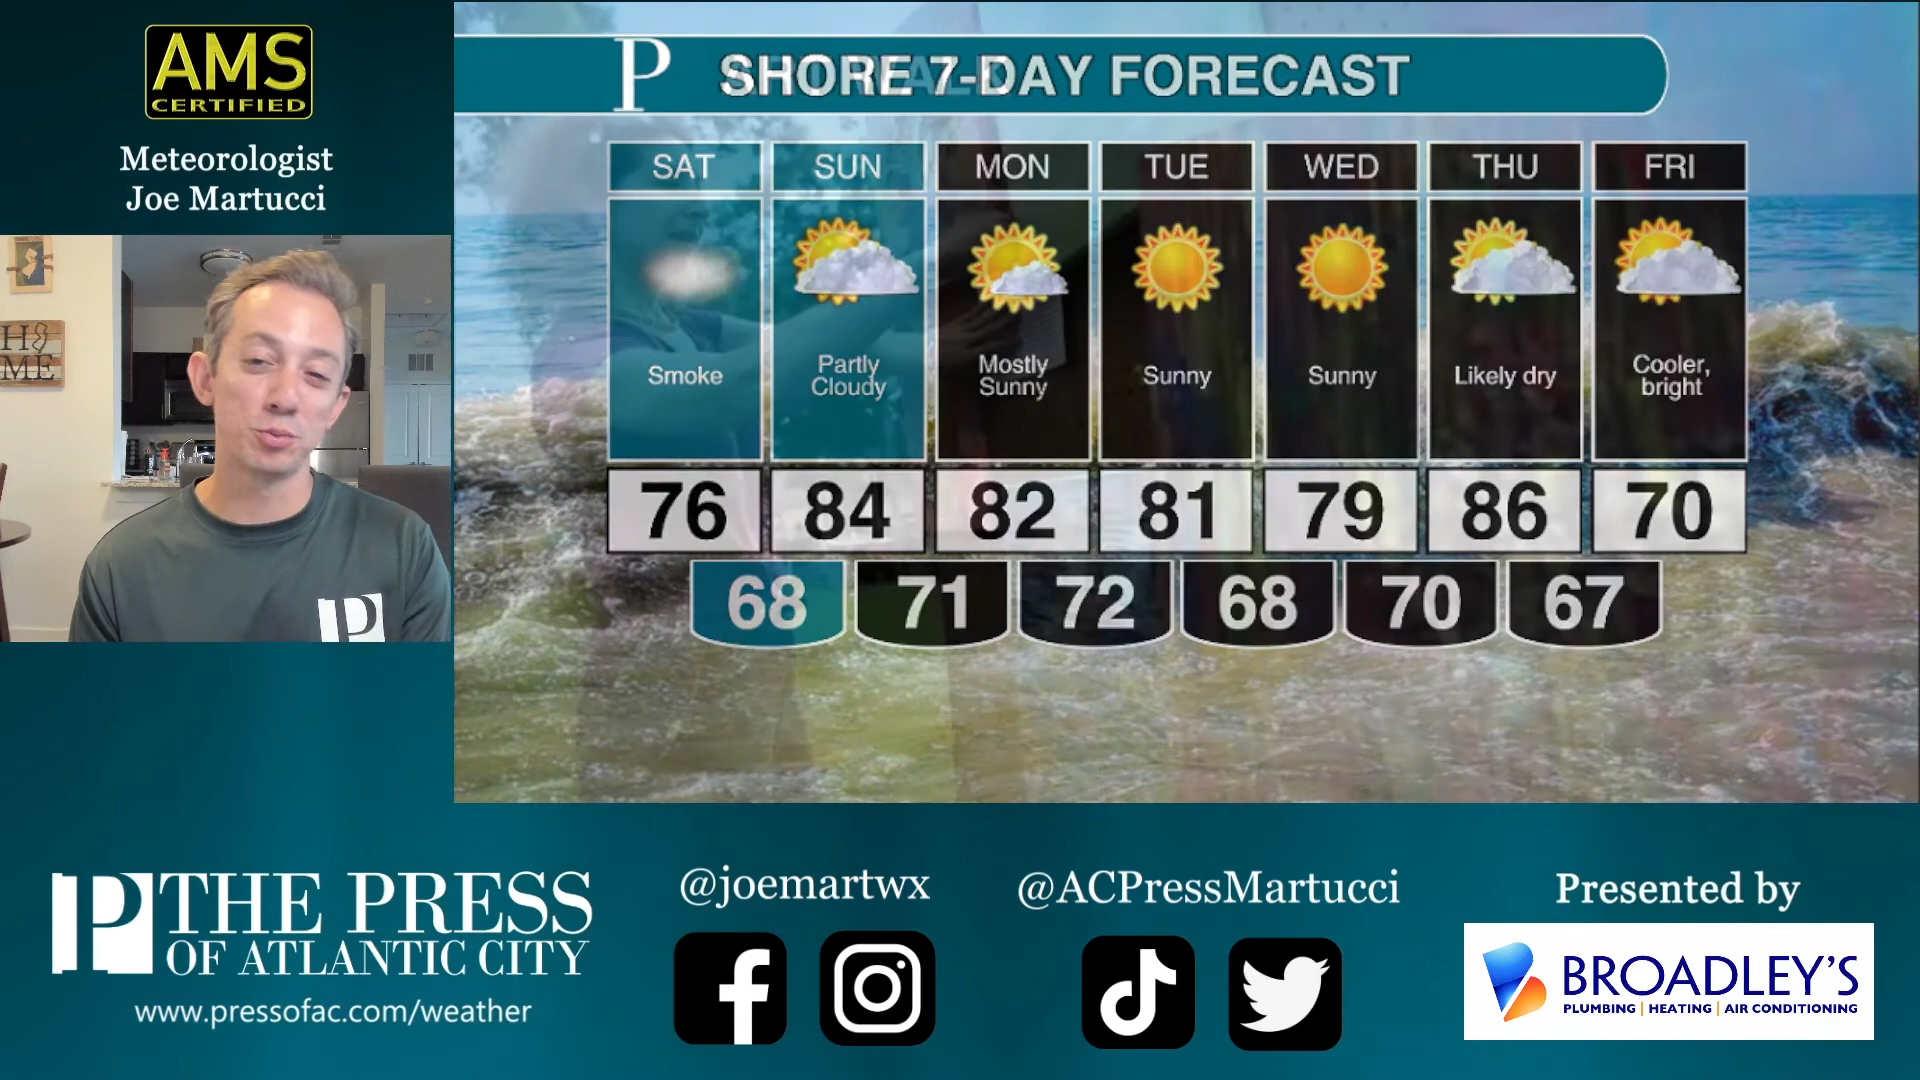 AMS
CERTIFIED
Meteorologist
Joe Martucci
H ME
P
P SHORE 7-DAY FORECAST
SAT SUN MON TUE WED THU FRI
Smoke
Partly
Cloudy
Mostly
Sunny
Sunny
Sunny
Likely dry
Cooler,
bright
76 84 82 81 79 86 70
68 71 72 68 70 67
P THE PRESS
OF ATLANTIC CITY
www.pressofac.com/weather
@joemartwx
@ACPressMartucci
Presented by
BROADLEY'S
PLUMBING | HEATING | AIR CONDITIONING